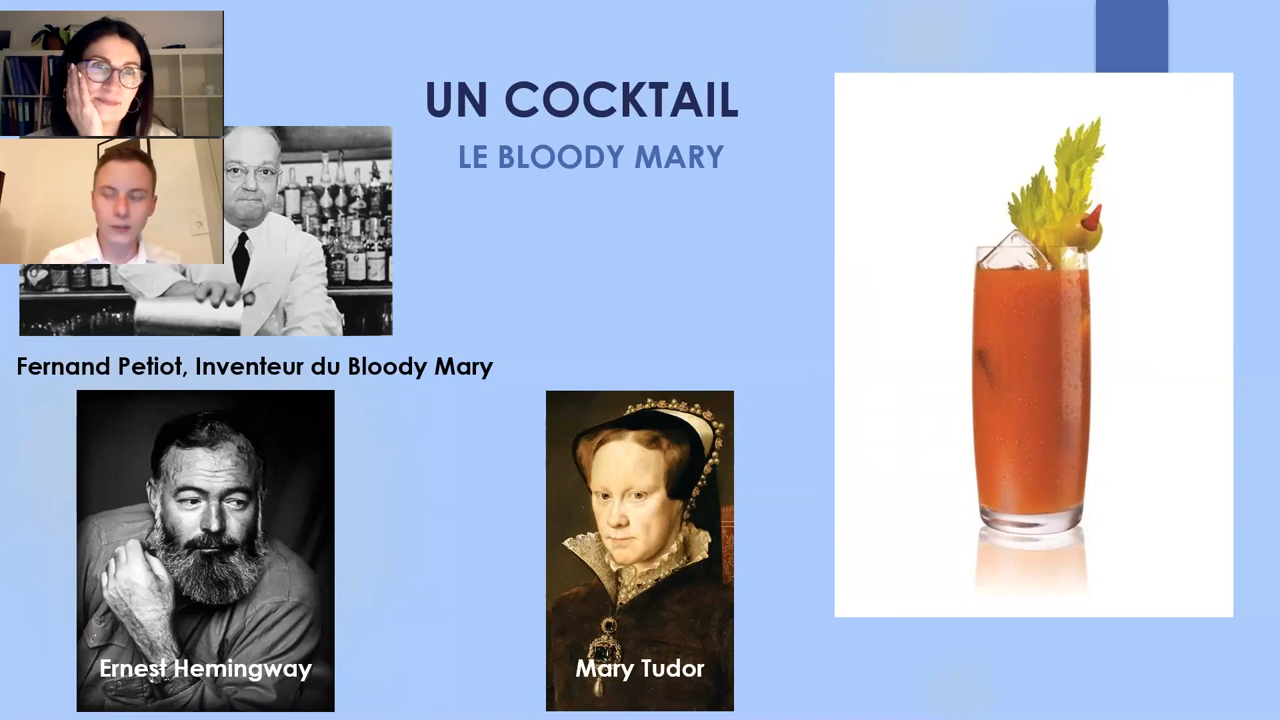 UN COCKTAIL
LE BLOODY MARY
Fernand Petiot, Inventeur du Bloody Mary
Ernest Hemingway
Mary Tudor